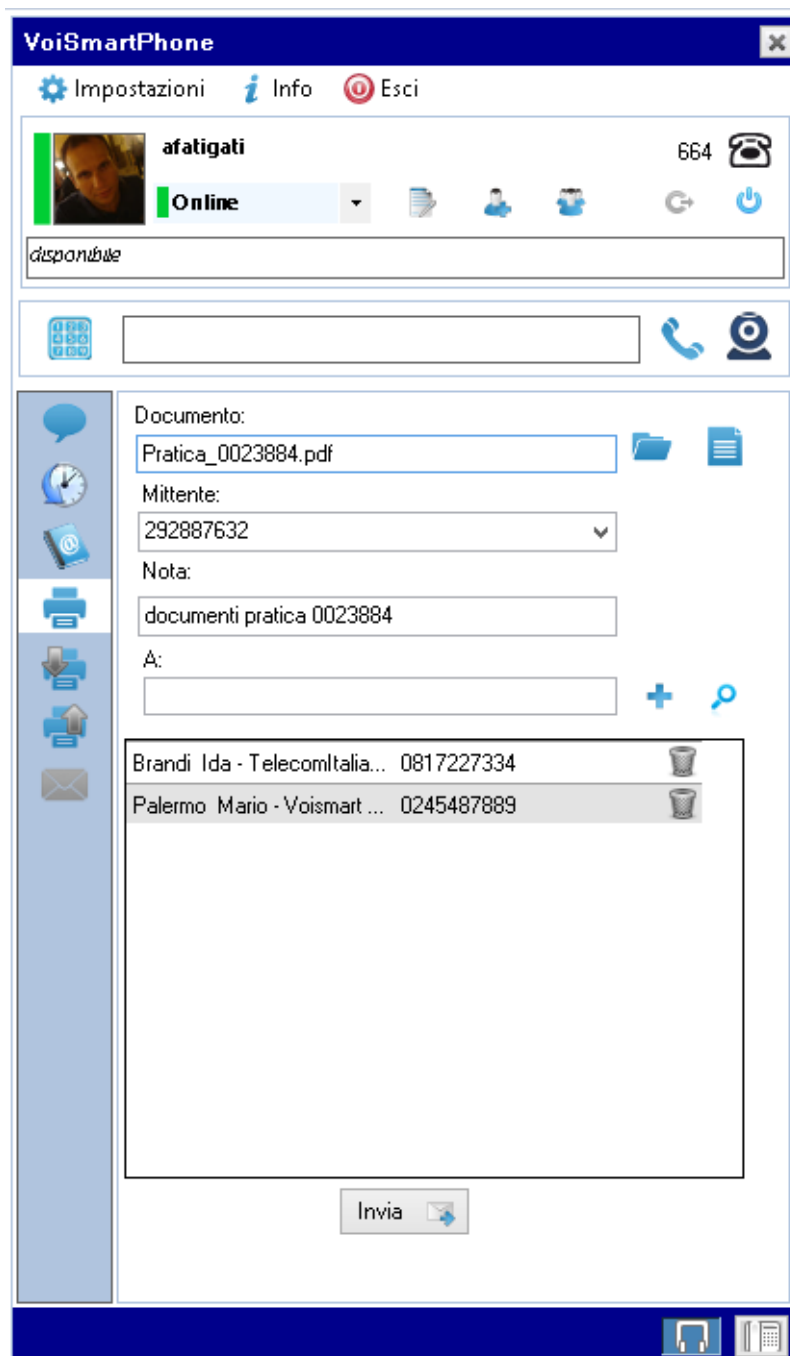 VoiSmartPhone
Impostazioni Info Esci
afatigati 664
Online
disponibile
Documento:
Pratica_0023884.pdf
Mittente:
292887632
Nota:
documenti pratica 0023884
A:
Brandi Ida - TelecomItalia... 0817227334
Palermo Mario - Voismart ... 0245487889
Invia